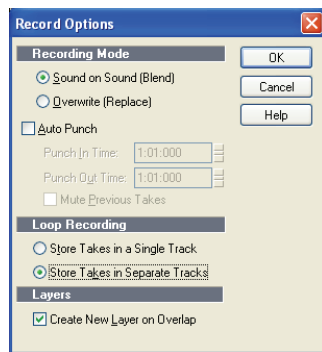 Record Options
Recording Mode
Sound on Sound (Blend)
Overwrite (Replace)
Auto Punch
Punch In Time: 1:01:000
Punch Out Time: 1:01:000
Mute Previous Takes
Loop Recording
Store Takes in a Single Track
Store Takes in Separate Tracks
Layers
Create New Layer on Overlap
OK
Cancel
Help